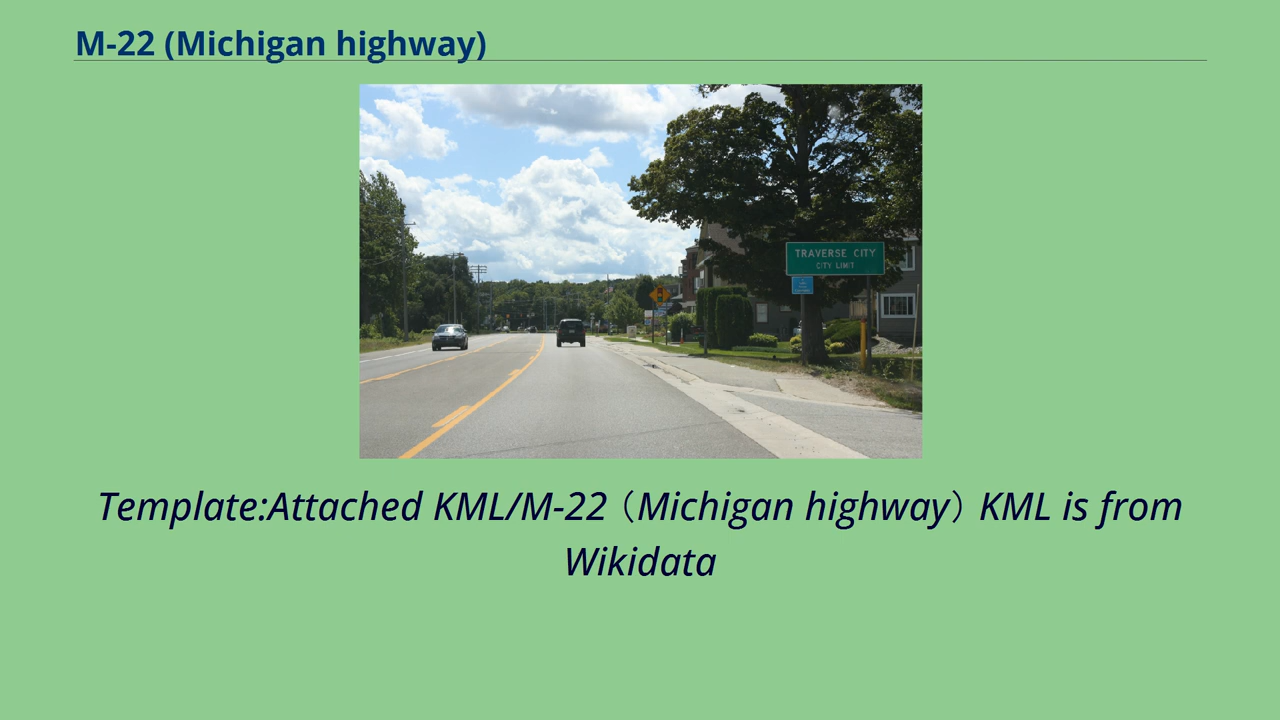 M-22 (Michigan highway)
TRAVERSE CITY
CITY LIMIT
Template:Attached KML/M-22（Michigan highway）KML is from
Wikidata